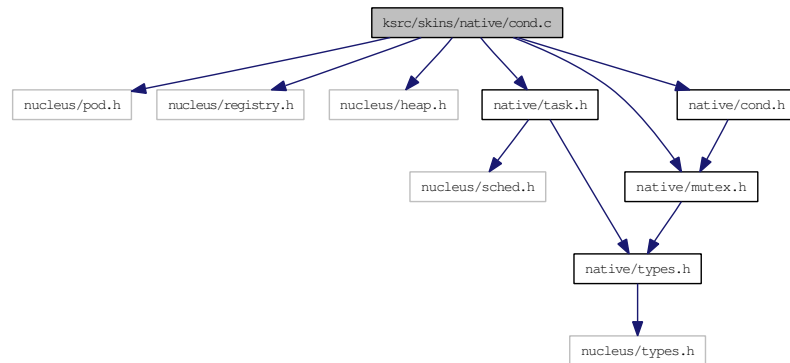 ksrc/skins/native/cond.c
nucleus/pod.h
nucleus/registry.h
nucleus/heap.h
native/task.h
native/cond.h
nucleus/sched.h
native/mutex.h
native/types.h
nucleus/types.h